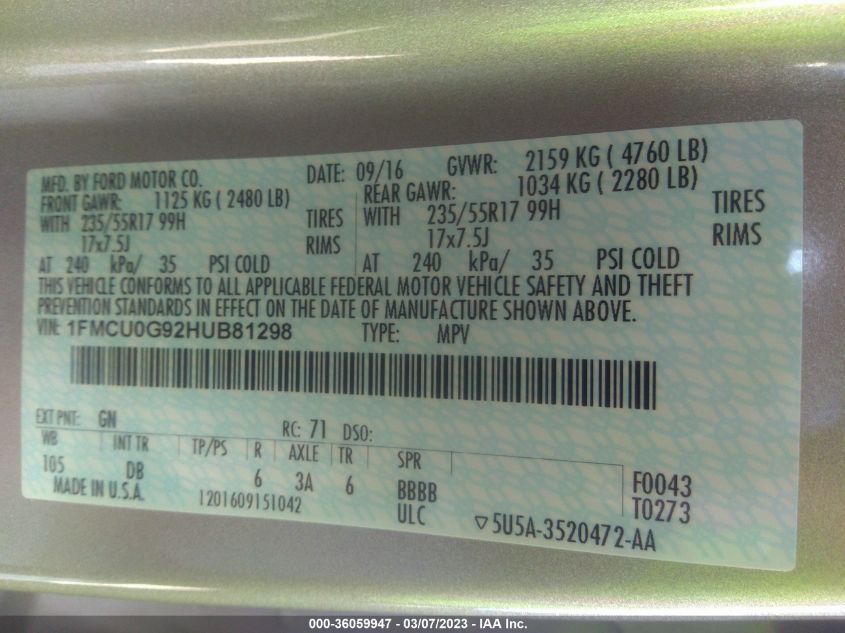 MFD. BY FORD MOTOR CO. DATE: 09/16 GVWR: 2159 KG ( 4760 LB)
FRONT GAWR: 1125 KG ( 2480 LB) REAR GAWR: 1034 KG ( 2280 LB)
WITH 235/55R17 99H TIRES WITH 235/55R17 99H TIRES
17x7.5J RIMS 17x7.5J RIMS
AT 240 kPa/ 35 PSI COLD AT 240 kPa/ 35 PSI COLD
THIS VEHICLE CONFORMS TO ALL APPLICABLE FEDERAL MOTOR VEHICLE SAFETY AND THEFT
PREVENTION STANDARDS IN EFFECT ON THE DATE OF MANUFACTURE SHOWN ABOVE.
VIN: 1FMCU0G92HUB81298 TYPE: MPV
EXT PNT: GN RC: 71 DSO:
WB INT TR TP/PS R AXLE TR SPR
105 DB 6 3A 6 BBBB F0043
MADE IN U.S.A. 1201609151042 ULC T0273
▽5U5A-3520472-AA
000-36059947 - 03/07/2023 - IAA Inc.